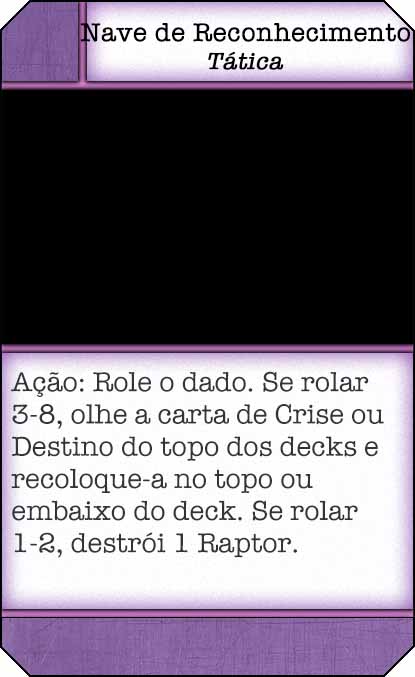 Nave de Reconhecimento
Tática
Ação: Role o dado. Se rolar
3-8, olhe a carta de Crise ou
Destino do topo dos decks e
recoloque-a no topo ou
embaixo do deck. Se rolar
1-2, destrói 1 Raptor.